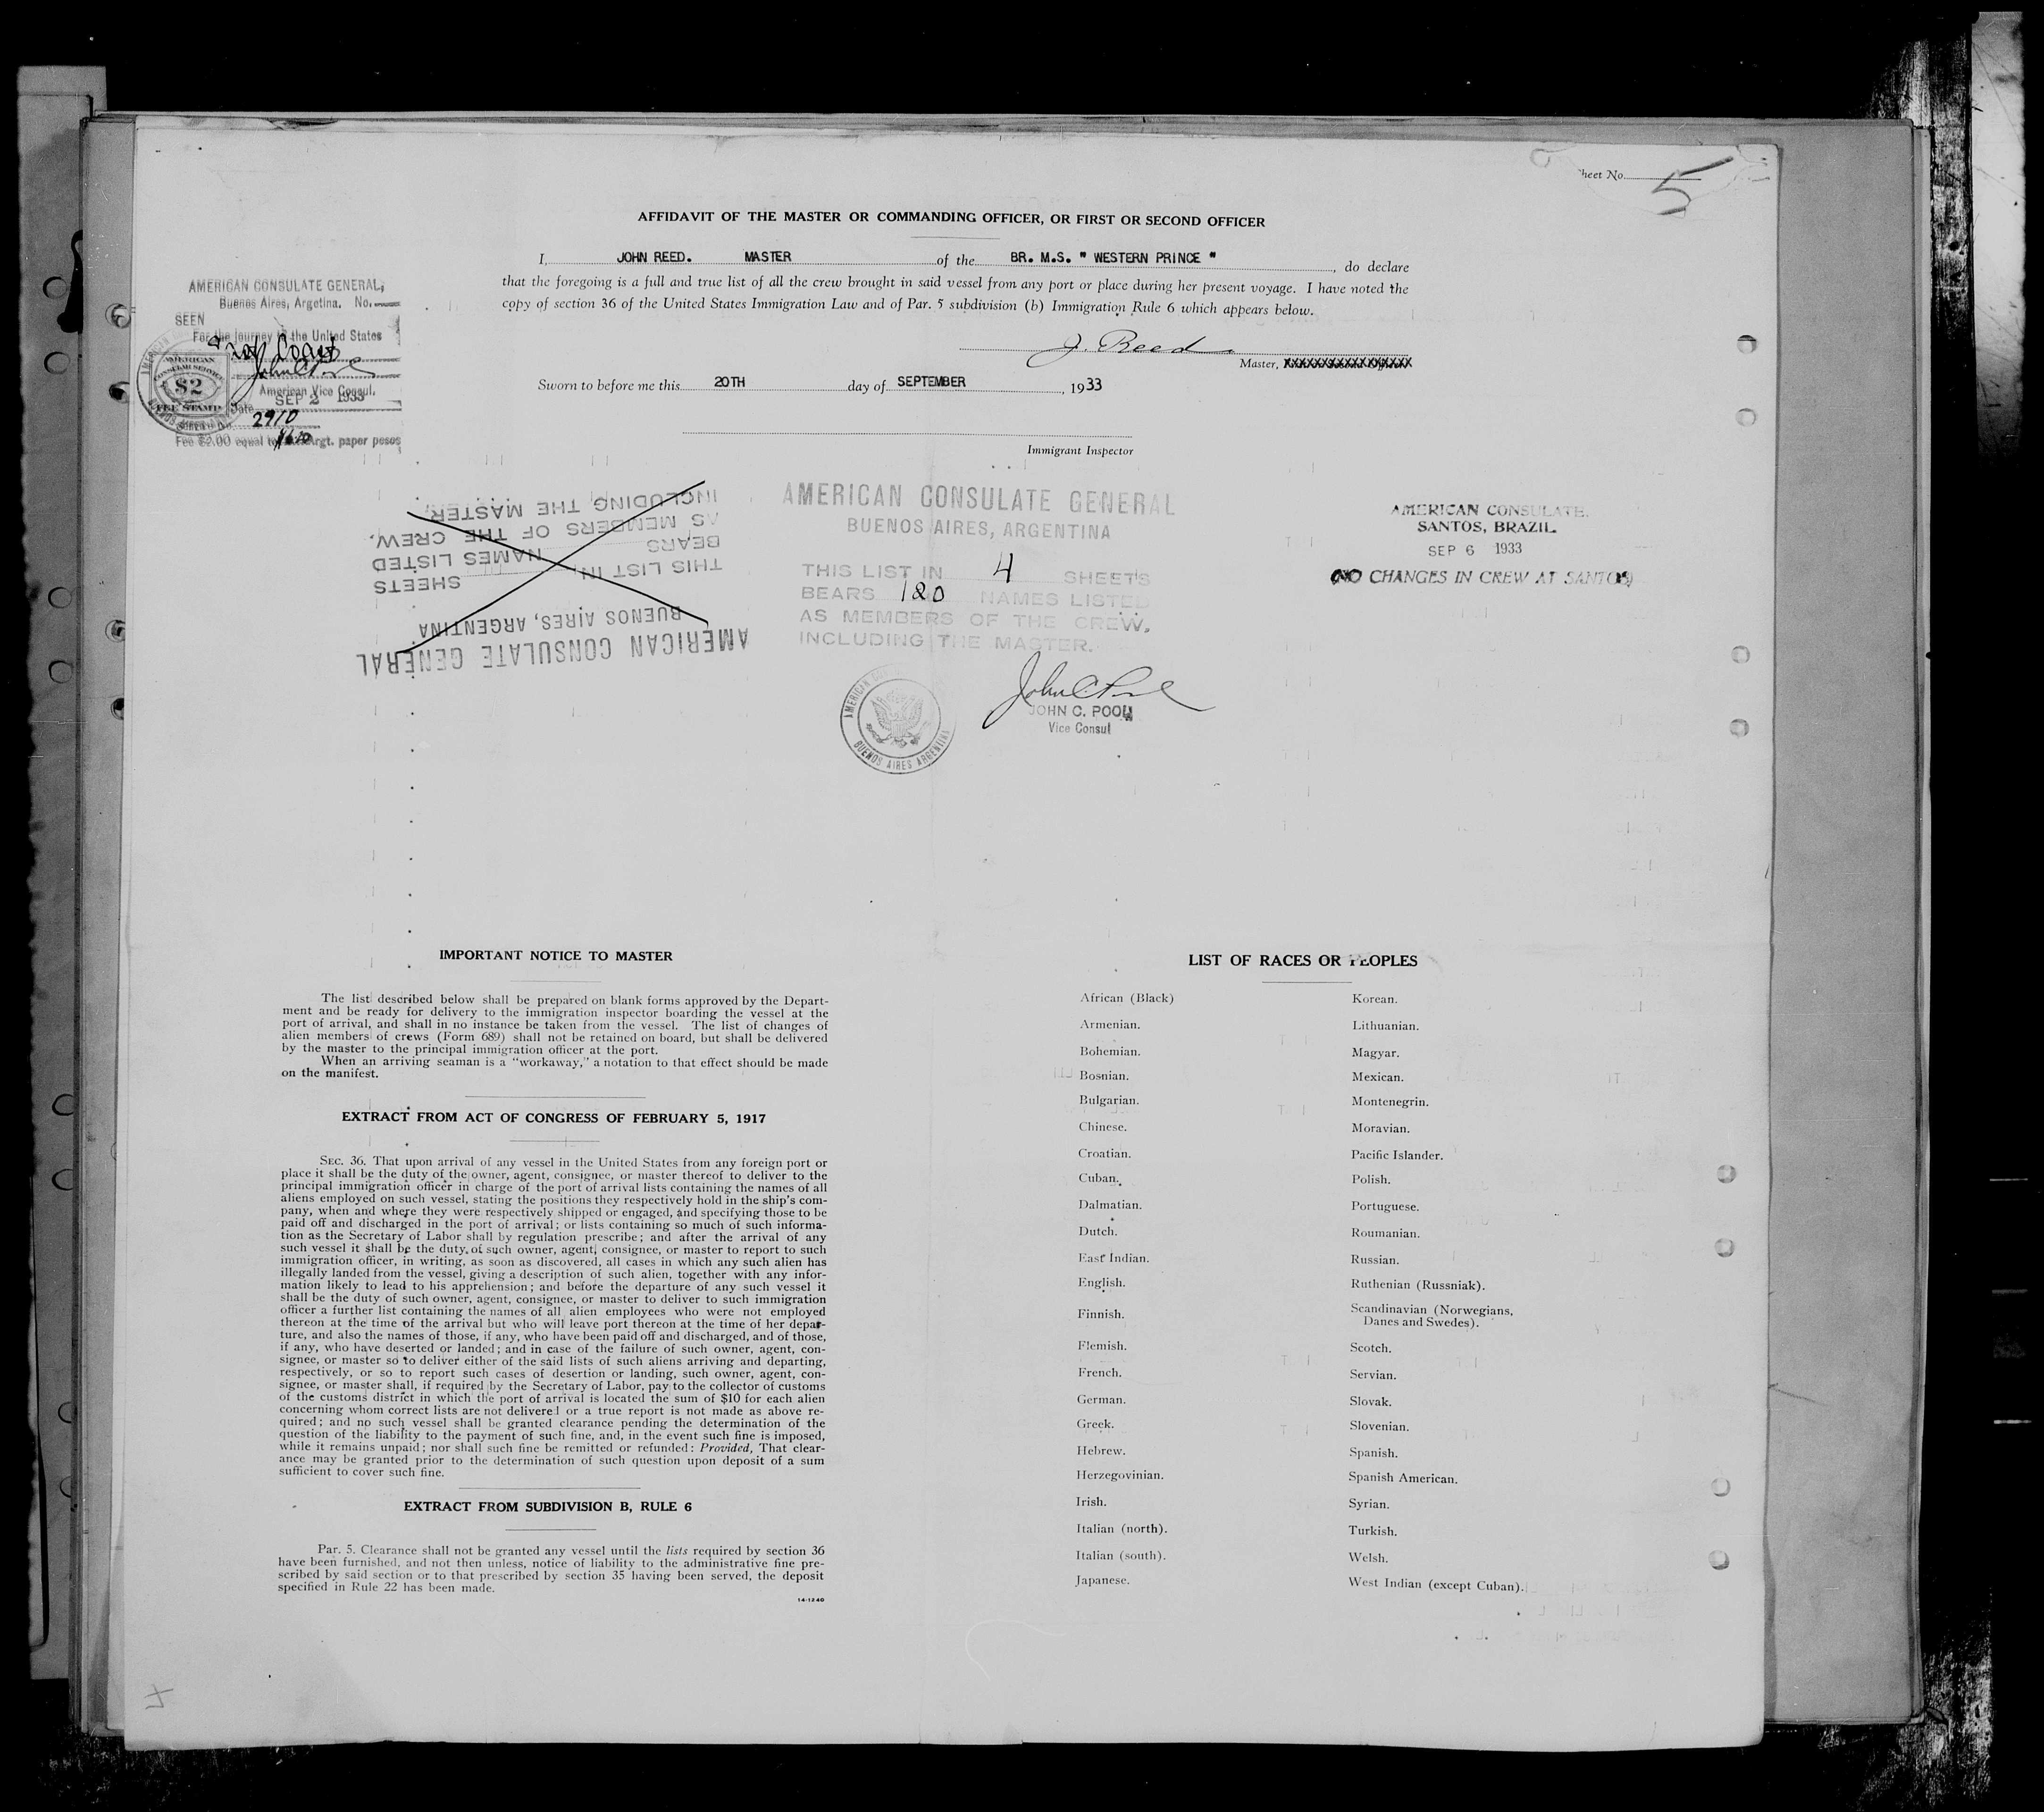 heet No. 5
AFFIDAVIT OF THE MASTER OR COMMANDING OFFICER, OR FIRST OR SECOND OFFICER
I, JOHN REED. MASTER of the BR. M.S. " WESTERN PRINCE ", do declare
that the foregoing is a full and true list of all the crew brought in said vessel from any port or place during her present voyage. I have noted the
copy of section 36 of the United States Immigration Law and of Par. 5 subdivision (b) Immigration Rule 6 which appears below.
J. Reed
Master,
Sworn to before me this 20TH day of SEPTEMBER, 1933
Immigrant Inspector
AMERICAN CONSULATE GENERAL,
Buenos Aires, Argetina. No.
SEEN
For the journey to the United States
AMERICAN
CONSULAR SERVICE
$2
FEE STAMP
American Vice Consul.
Date SEP 2 1933
2910
Fee $2.00 equal to Argt. paper pesos
AMERICAN CONSULATE GENERAL
BUENOS AIRES, ARGENTINA
THIS LIST IN SHEETS
BEARS NAMES LISTED
AS MEMBERS OF THE CREW,
INCLUDING THE MASTER.
AMERICAN CONSULATE GENERAL
BUENOS AIRES, ARGENTINA
THIS LIST IN 4 SHEETS
BEARS 120 NAMES LISTED
AS MEMBERS OF THE CREW,
INCLUDING THE MASTER.
JOHN C. POOL
Vice Consul
BUENOS AIRES ARGENTINA
AMERICAN CONSULATE.
SANTOS, BRAZIL.
SEP 6 1933
(NO CHANGES IN CREW AT SANTOS)
IMPORTANT NOTICE TO MASTER
The list described below shall be prepared on blank forms approved by the Depart-
ment and be ready for delivery to the immigration inspector boarding the vessel at the
port of arrival, and shall in no instance be taken from the vessel. The list of changes of
alien members of crews (Form 689) shall not be retained on board, but shall be delivered
by the master to the principal immigration officer at the port.
When an arriving seaman is a "workaway," a notation to that effect should be made
on the manifest.
EXTRACT FROM ACT OF CONGRESS OF FEBRUARY 5, 1917
SEC. 36. That upon arrival of any vessel in the United States from any foreign port or
place it shall be the duty of the owner, agent, consignee, or master thereof to deliver to the
principal immigration officer in charge of the port of arrival lists containing the names of all
aliens employed on such vessel, stating the positions they respectively hold in the ship's com-
pany, when and where they were respectively shipped or engaged, and specifying those to be
paid off and discharged in the port of arrival; or lists containing so much of such informa-
tion as the Secretary of Labor shall by regulation prescribe; and after the arrival of any
such vessel it shall be the duty of such owner, agent, consignee, or master to report to such
immigration officer, in writing, as soon as discovered, all cases in which any such alien has
illegally landed from the vessel, giving a description of such alien, together with any infor-
mation likely to lead to his apprehension; and before the departure of any such vessel it
shall be the duty of such owner, agent, consignee, or master to deliver to such immigration
officer a further list containing the names of all alien employees who were not employed
thereon at the time of the arrival but who will leave port thereon at the time of her depar-
ture, and also the names of those, if any, who have been paid off and discharged, and of those,
if any, who have deserted or landed; and in case of the failure of such owner, agent, con-
signee, or master so to deliver either of the said lists of such aliens arriving and departing,
respectively, or so to report such cases of desertion or landing, such owner, agent, con-
signee, or master shall, if required by the Secretary of Labor, pay to the collector of customs
of the customs district in which the port of arrival is located the sum of $10 for each alien
concerning whom correct lists are not delivered or a true report is not made as above re-
quired; and no such vessel shall be granted clearance pending the determination of the
question of the liability to the payment of such fine, and, in the event such fine is imposed,
while it remains unpaid; nor shall such fine be remitted or refunded: Provided, That clear-
ance may be granted prior to the determination of such question upon deposit of a sum
sufficient to cover such fine.
EXTRACT FROM SUBDIVISION B, RULE 6
Par. 5. Clearance shall not be granted any vessel until the lists required by section 36
have been furnished, and not then unless, notice of liability to the administrative fine pre-
scribed by said section or to that prescribed by section 35 having been served, the deposit
specified in Rule 22 has been made.
14-1240
LIST OF RACES OR PEOPLES
African (Black)
Armenian.
Bohemian.
Bosnian.
Bulgarian.
Chinese.
Croatian.
Cuban.
Dalmatian.
Dutch.
East Indian.
English.
Finnish.
Flemish.
French.
German.
Greek.
Hebrew.
Herzegovinian.
Irish.
Italian (north).
Italian (south).
Japanese.
Korean.
Lithuanian.
Magyar.
Mexican.
Montenegrin.
Moravian.
Pacific Islander.
Polish.
Portuguese.
Roumanian.
Russian.
Ruthenian (Russniak).
Scandinavian (Norwegians,
Danes and Swedes).
Scotch.
Servian.
Slovak.
Slovenian.
Spanish.
Spanish American.
Syrian.
Turkish.
Welsh.
West Indian (except Cuban).